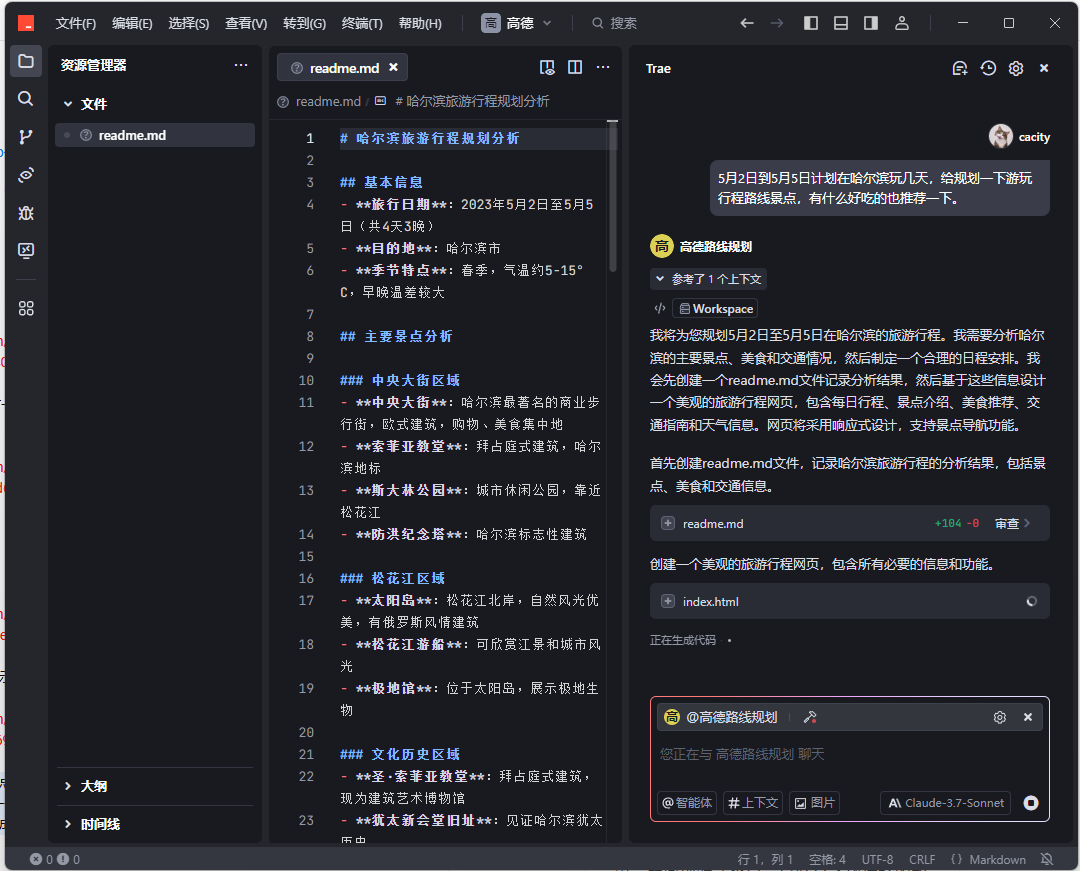 文件(F) 编辑(E) 选择(S) 查看(V) 转到(G) 终端(T) 帮助(H) 高 高德 搜索
资源管理器
文件
readme.md
大纲
时间线
readme.md
readme.md / # 哈尔滨旅游行程规划分析
1 # 哈尔滨旅游行程规划分析
2
3 ## 基本信息
4 - **旅行日期**: 2023年5月2日至5月5
日（共4天3晚）
5 - **目的地**: 哈尔滨市
6 - **季节特点**: 春季，气温约5-15°
C，早晚温差较大
7
8 ## 主要景点分析
9
10 ### 中央大街区域
11 - **中央大街**: 哈尔滨最著名的商业步
行街，欧式建筑，购物、美食集中地
12 - **索菲亚教堂**: 拜占庭式建筑，哈尔
滨地标
13 - **斯大林公园**: 城市休闲公园，靠近
松花江
14 - **防洪纪念塔**: 哈尔滨标志性建筑
15
16 ### 松花江区域
17 - **太阳岛**: 松花江北岸，自然风光优
美，有俄罗斯风情建筑
18 - **松花江游船**: 可欣赏江景和城市风
光
19 - **极地馆**: 位于太阳岛，展示极地生
物
20
21 ### 文化历史区域
22 - **圣·索菲亚教堂**: 拜占庭式建筑，
现为建筑艺术博物馆
23 - **犹太新会堂旧址**: 见证哈尔滨犹太
历史
Trae
cacity
5月2日到5月5日计划在哈尔滨玩几天，给规划一下游玩
行程路线景点，有什么好吃的也推荐一下。
高 高德路线规划
参考了 1 个上下文
Workspace
我将为您规划5月2日至5月5日在哈尔滨的旅游行程。我需要分析哈尔
滨的主要景点、美食和交通情况，然后制定一个合理的日程安排。我
会先创建一个readme.md文件记录分析结果，然后基于这些信息设计
一个美观的旅游行程网页，包含每日行程、景点介绍、美食推荐、交
通指南和天气信息。网页将采用响应式设计，支持景点导航功能。
首先创建readme.md文件，记录哈尔滨旅游行程的分析结果，包括景
点、美食和交通信息。
readme.md +104 -0 审查
创建一个美观的旅游行程网页，包含所有必要的信息和功能。
index.html
正在生成代码
高 @高德路线规划
您正在与 高德路线规划 聊天
@智能体 # 上下文 图片 Claude-3.7-Sonnet
0 0 行 1，列 1 空格: 4 UTF-8 CRLF {} Markdown